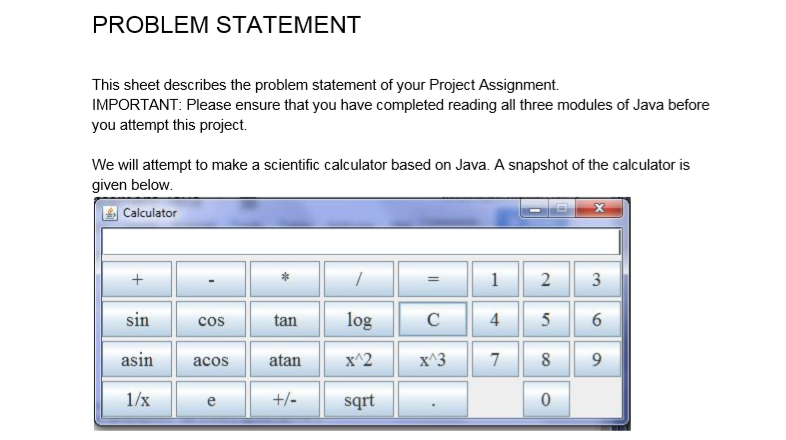 PROBLEM STATEMENT
This sheet describes the problem statement of your Project Assignment.
IMPORTANT: Please ensure that you have completed reading all three modules of Java before
you attempt this project.
We will attempt to make a scientific calculator based on Java. A snapshot of the calculator is
given below.
Calculator
+ - * / = 1 2 3
sin cos tan log C 4 5 6
asin acos atan x^2 x^3 7 8 9
1/x e +/- sqrt . 0